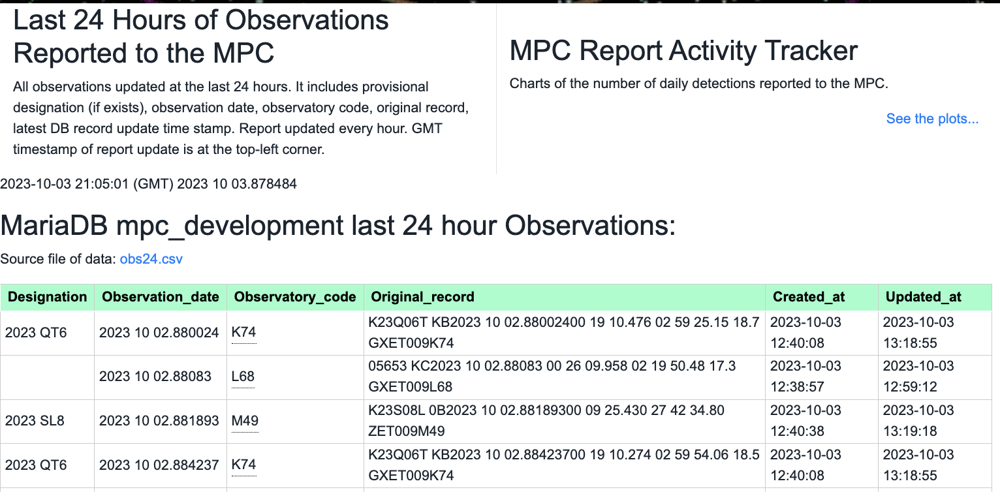 Last 24 Hours of Observations
Reported to the MPC
All observations updated at the last 24 hours. It includes provisional
designation (if exists), observation date, observatory code, original record,
latest DB record update time stamp. Report updated every hour. GMT
timestamp of report update is at the top-left corner.
MPC Report Activity Tracker
Charts of the number of daily detections reported to the MPC.
See the plots...
2023-10-03 21:05:01 (GMT) 2023 10 03.878484
MariaDB mpc_development last 24 hour Observations:
Source file of data: obs24.csv
Designation Observation_date Observatory_code Original_record Created_at Updated_at
2023 QT6 2023 10 02.880024 K74 K23Q06T KB2023 10 02.88002400 19 10.476 02 59 25.15 18.7 2023-10-03 2023-10-03
GXET009K74 12:40:08 13:18:55
2023 10 02.88083 L68 05653 KC2023 10 02.88083 00 26 09.958 02 19 50.48 17.3 2023-10-03 2023-10-03
GXET009L68 12:38:57 12:59:12
2023 SL8 2023 10 02.881893 M49 K23S08L 0B2023 10 02.88189300 09 25.430 27 42 34.80 2023-10-03 2023-10-03
ZET009M49 12:40:38 13:19:18
2023 QT6 2023 10 02.884237 K74 K23Q06T KB2023 10 02.88423700 19 10.274 02 59 54.06 18.5 2023-10-03 2023-10-03
GXET009K74 12:40:08 13:18:55